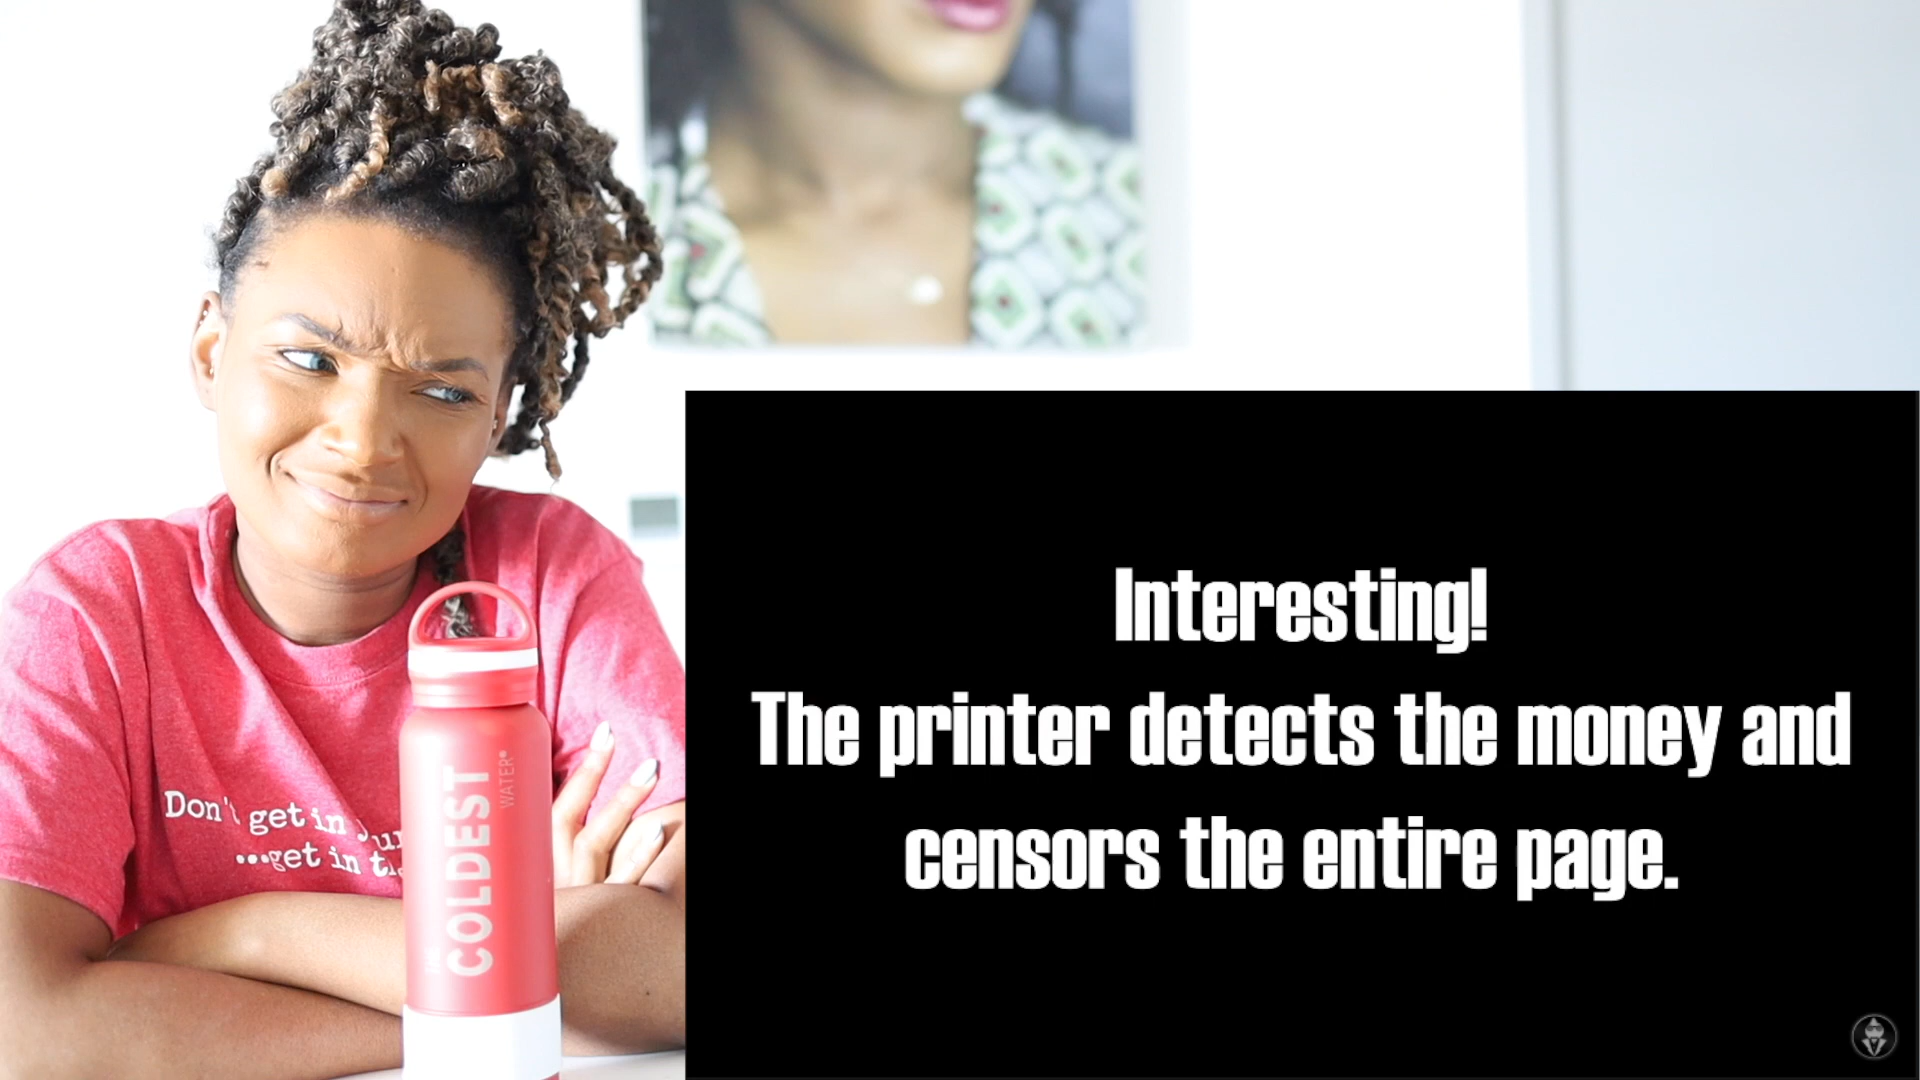 Don't get in
...get in
COLDEST
WATER®
Interesting!
The printer detects the money and
censors the entire page.